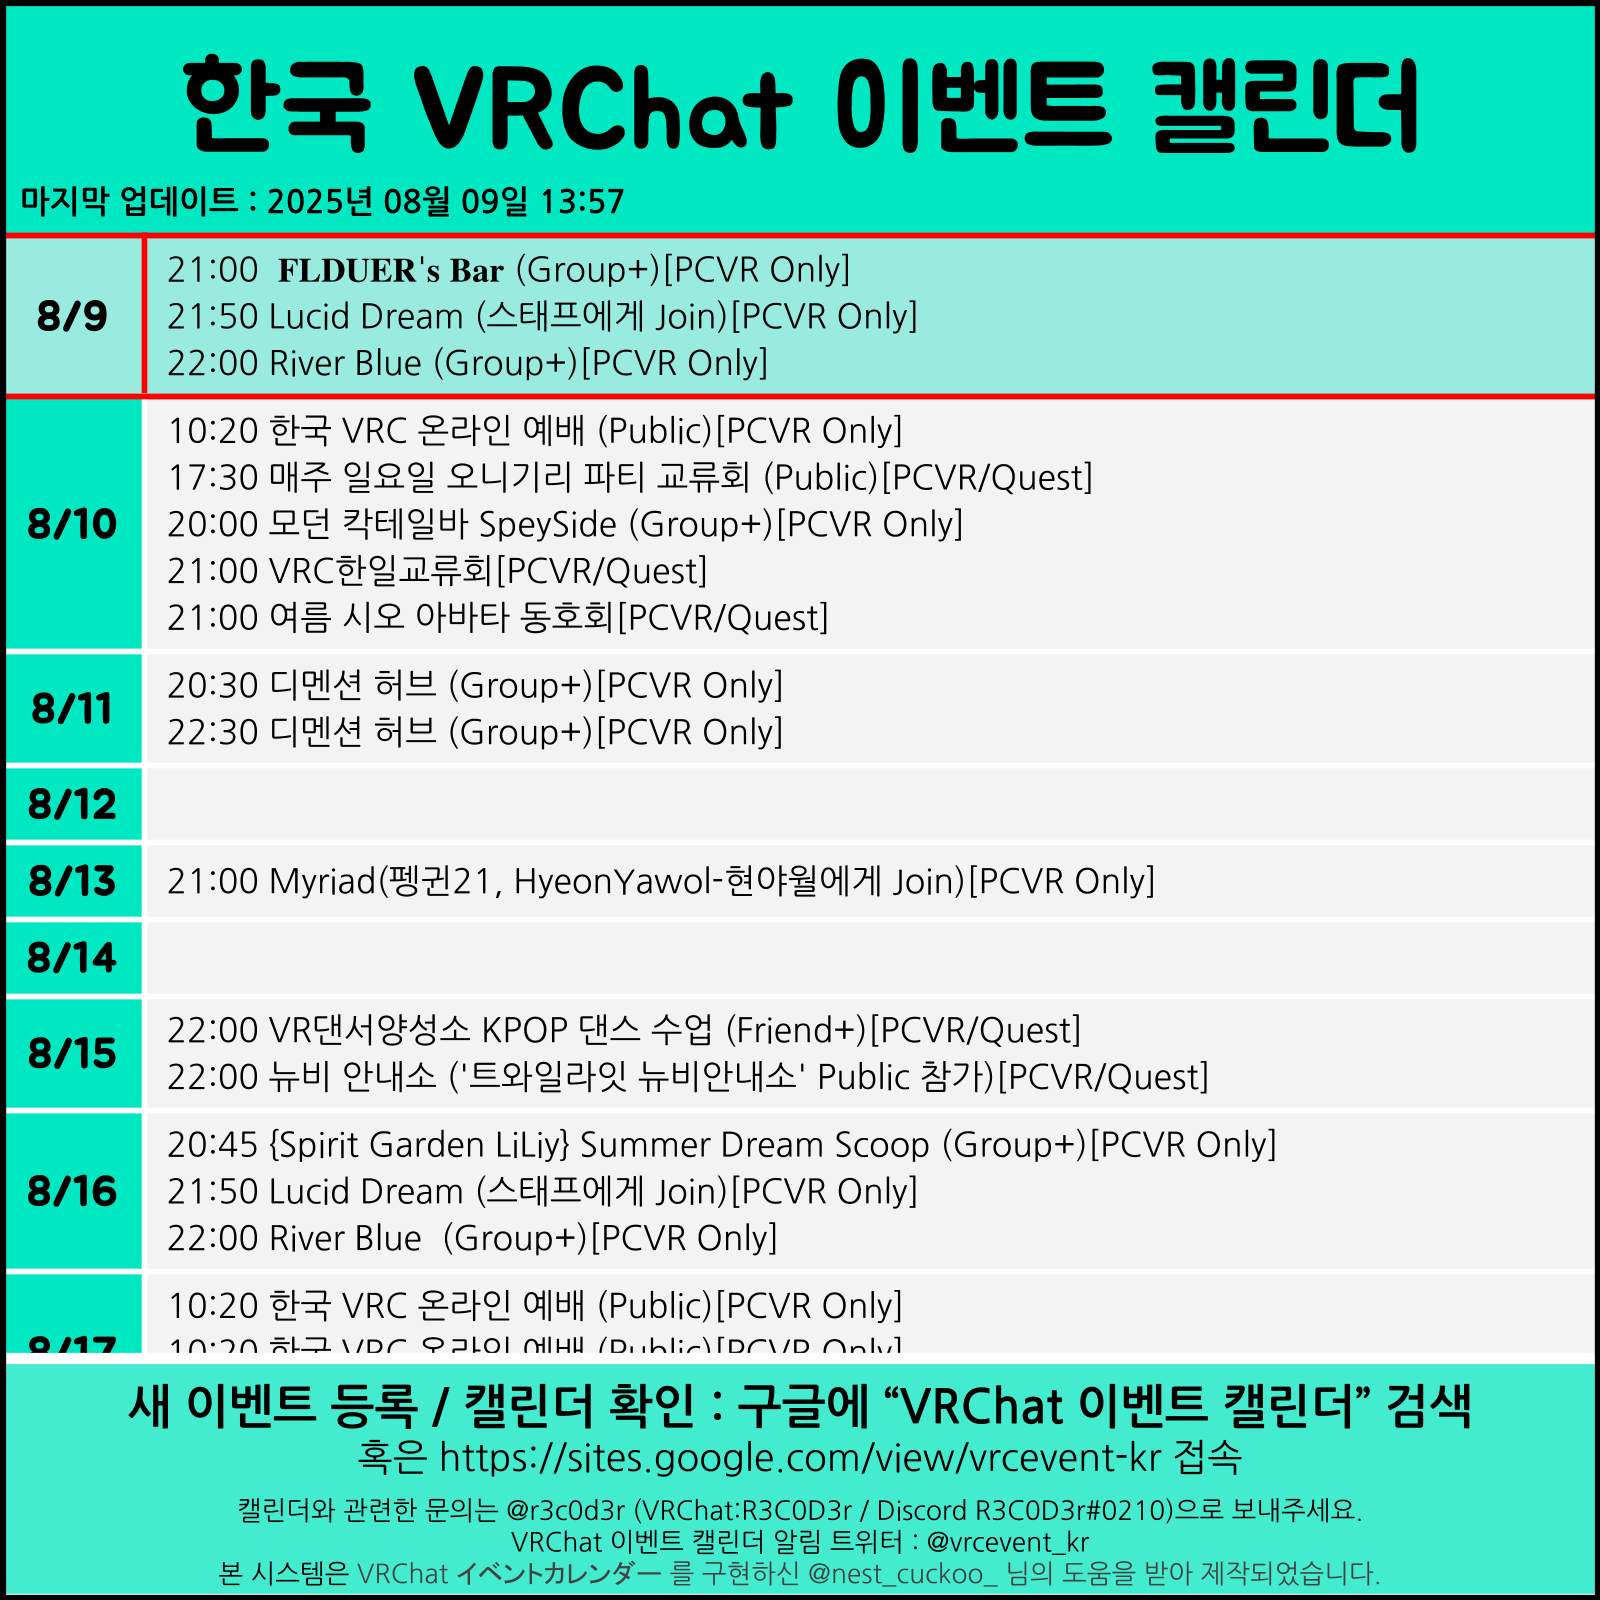 한국 VRChat 이벤트 캘린더
마지막 업데이트 : 2025년 08월 09일 13:57
8/9
21:00 FLDUER's Bar (Group+)[PCVR Only]
21:50 Lucid Dream (스태프에게 Join)[PCVR Only]
22:00 River Blue (Group+)[PCVR Only]
8/10
10:20 한국 VRC 온라인 예배 (Public)[PCVR Only]
17:30 매주 일요일 오니기리 파티 교류회 (Public)[PCVR/Quest]
20:00 모던 칵테일바 SpeySide (Group+)[PCVR Only]
21:00 VRC한일교류회[PCVR/Quest]
21:00 여름 시오 아바타 동호회[PCVR/Quest]
8/11
20:30 디멘션 허브 (Group+)[PCVR Only]
22:30 디멘션 허브 (Group+)[PCVR Only]
8/12
8/13
21:00 Myriad(펭귄21, HyeonYawol-현야월에게 Join)[PCVR Only]
8/14
8/15
22:00 VR댄서양성소 KPOP 댄스 수업 (Friend+)[PCVR/Quest]
22:00 뉴비 안내소 ('트와일라잇 뉴비안내소' Public 참가)[PCVR/Quest]
8/16
20:45 {Spirit Garden LiLiy} Summer Dream Scoop (Group+)[PCVR Only]
21:50 Lucid Dream (스태프에게 Join)[PCVR Only]
22:00 River Blue (Group+)[PCVR Only]
8/17
10:20 한국 VRC 온라인 예배 (Public)[PCVR Only]
10:20 한국 VRC 온라인 예배 (Public)[PCVR Only]
새 이벤트 등록 / 캘린더 확인 : 구글에 “VRChat 이벤트 캘린더” 검색
혹은 https://sites.google.com/view/vrcevent-kr 접속
캘린더와 관련한 문의는 @r3c0d3r (VRChat:R3C0D3r / Discord R3C0D3r#0210)으로 보내주세요.
VRChat 이벤트 캘린더 알림 트위터 : @vrcevent_kr
본 시스템은 VRChat イベントカレンダー 를 구현하신 @nest_cuckoo_ 님의 도움을 받아 제작되었습니다.